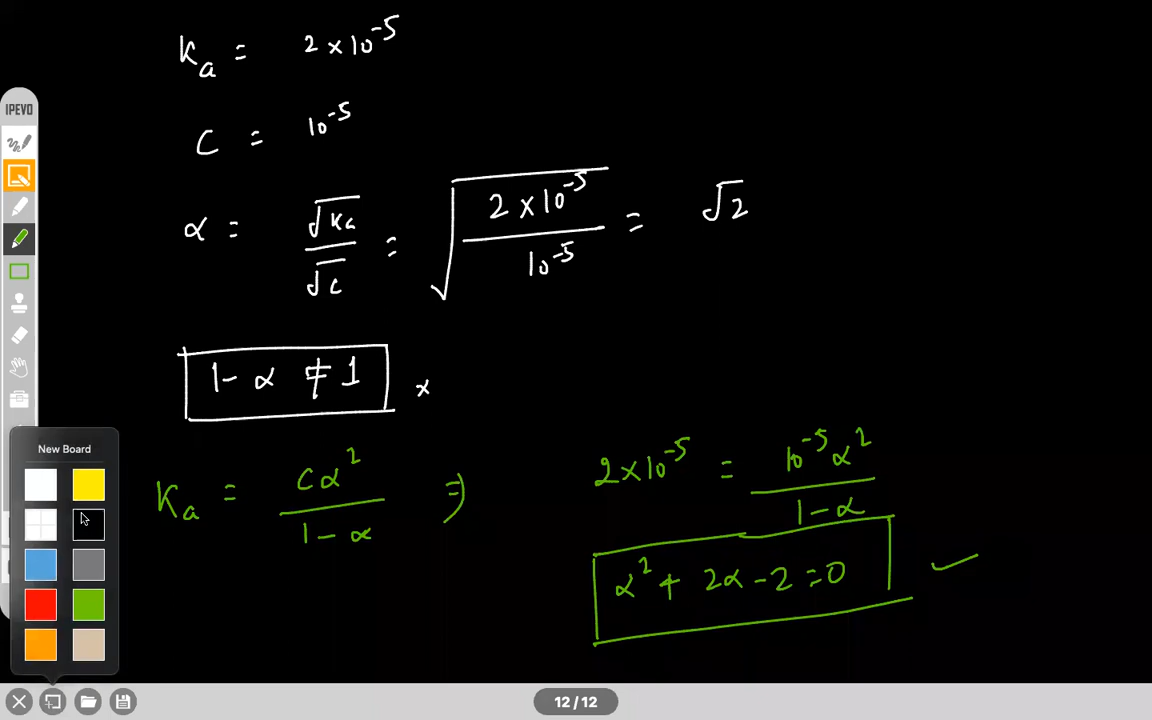 Ka = 2 × 10⁻⁵
IPEVO
C = 10⁻⁵
α = √Ka / √C = √(2 × 10⁻⁵ / 10⁻⁵) = √2
1 - α ≠ 1 ×
New Board
Ka = Cα² / 1 - α ⇒ 2 × 10⁻⁵ = 10⁻⁵ α² / 1 - α
α² + 2α - 2 = 0 ✓
12 / 12